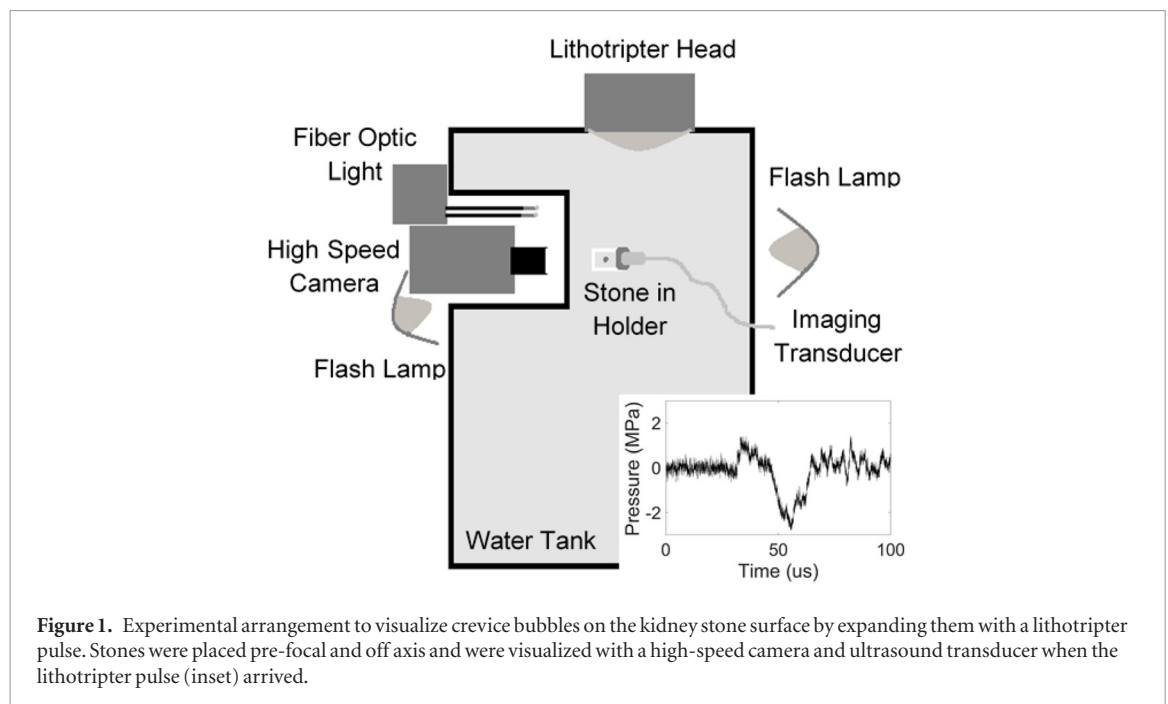 Lithotripter Head
Fiber Optic
Light
Flash Lamp
High Speed
Camera
Stone in
Holder
Imaging
Transducer
Flash Lamp
Water Tank
Pressure (MPa)
2
0
-2
0
50
100
Time (us)
Figure 1. Experimental arrangement to visualize crevice bubbles on the kidney stone surface by expanding them with a lithotripter
pulse. Stones were placed pre-focal and off axis and were visualized with a high-speed camera and ultrasound transducer when the
lithotripter pulse (inset) arrived.